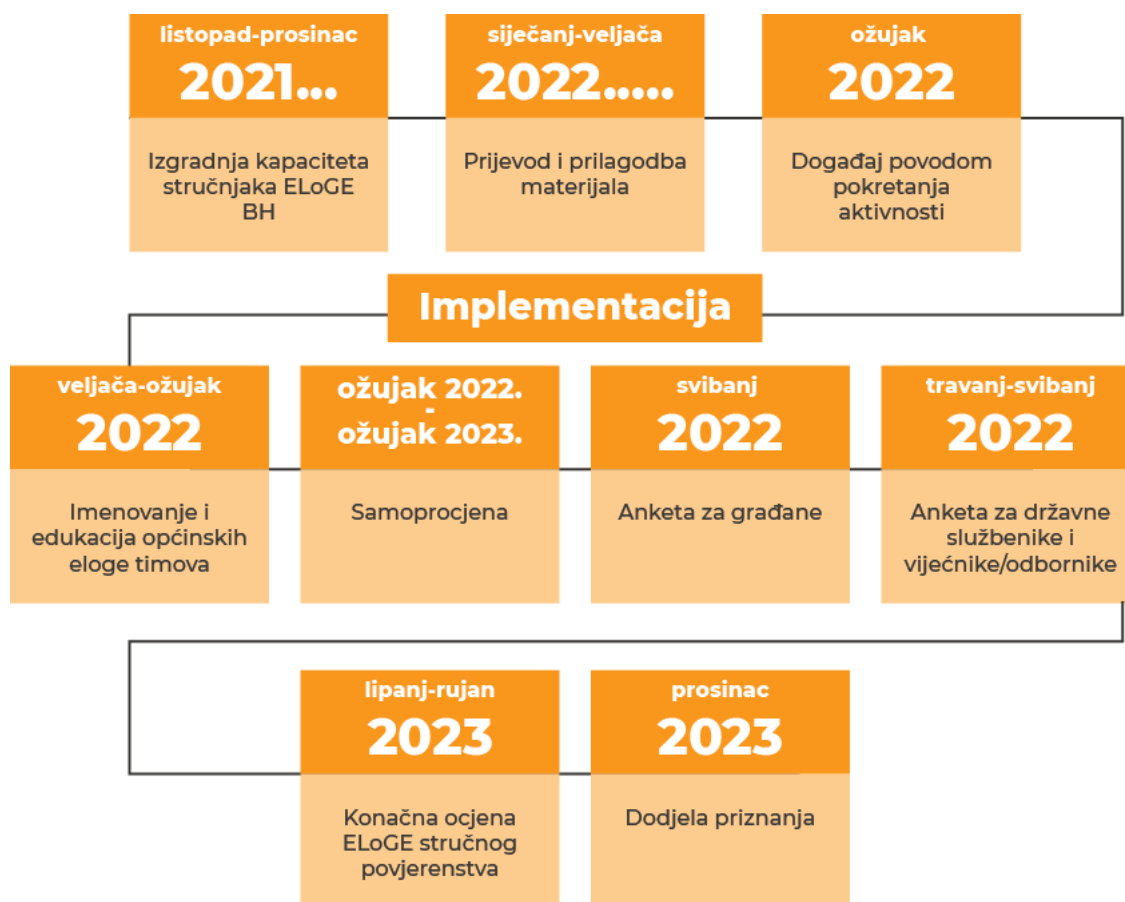 listopad-prosinac
2021...
Izgradnja kapaciteta
stručnjaka ELoGE
BH
siječanj-veljača
2022.....
Prijevod i prilagodba
materijala
ožujak
2022
Događaj povodom
pokretanja
aktivnosti
Implementacija
veljača-ožujak
2022
Imenovanje i
edukacija općinskih
eloge timova
ožujak 2022.
-
ožujak 2023.
Samoprocjena
svibanj
2022
Anketa za građane
travanj-svibanj
2022
Anketa za državne
službenike i
vijećnike/odbornike
lipanj-rujan
2023
Konačna ocjena
ELoGE stručnog
povjerenstva
prosinac
2023
Dodjela priznanja